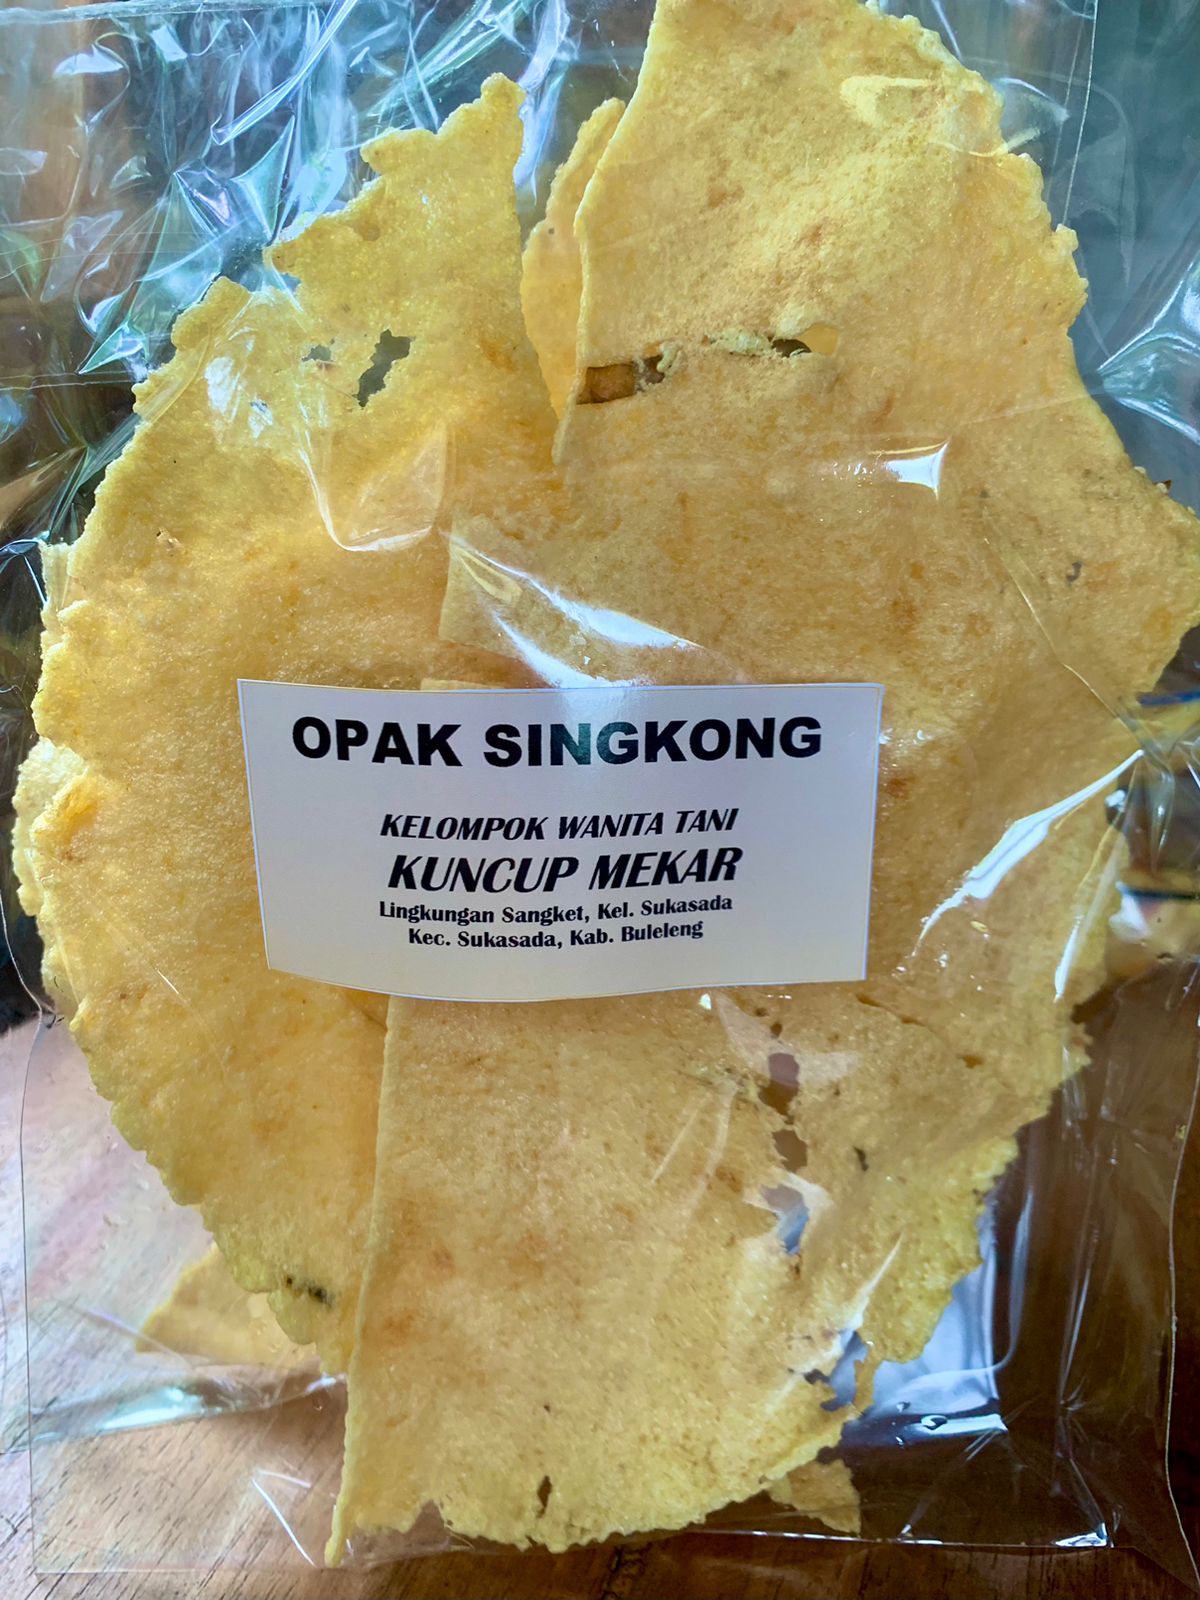 OPAK SINGKONG
KELOMPOK WANITA TANI
KUNCUP MEKAR
Lingkungan Sangket, Kel. Sukasada
Kec. Sukasada, Kab. Buleleng